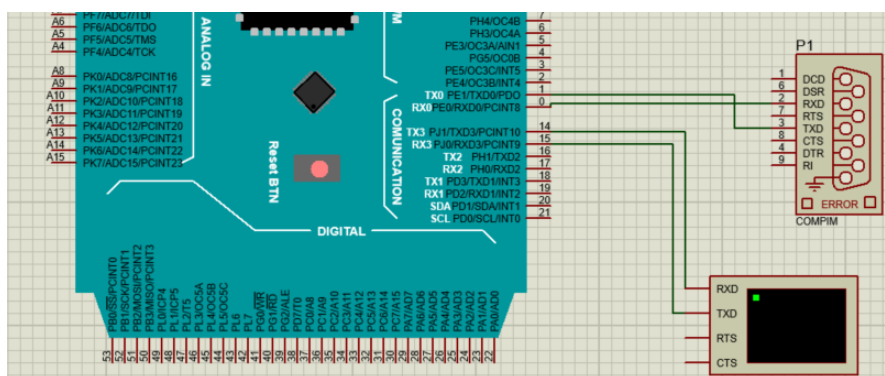 PF7/ADC7/TDI
A6 PF6/ADC6/TDO
A5 PF5/ADC5/TMS
A4 PF4/ADC4/TCK
A8 PK0/ADC8/PCINT16
A9 PK1/ADC9/PCINT17
A10 PK2/ADC10/PCINT18
A11 PK3/ADC11/PCINT19
A12 PK4/ADC12/PCINT20
A13 PK5/ADC13/PCINT21
A14 PK6/ADC14/PCINT22
A15 PK7/ADC15/PCINT23
ANALOG IN
Reset BTN
COMUNICATION
PH4/OC4B 7
PH3/OC4A 6
PE3/OC3A/AIN1 5
PG5/OC0B 4
PE5/OC3C/INT5 3
PE4/OC3B/INT4 2
TX0 PE1/TXD0/PDO 1
RX0 PE0/RXD0/PCINT8 0
TX3 PJ1/TXD3/PCINT10 14
RX3 PJ0/RXD3/PCINT9 15
TX2 PH1/TXD2 16
RX2 PH0/RXD2 17
TX1 PD3/TXD1/INT3 18
RX1 PD2/RXD1/INT2 19
SDA PD1/SDA/INT1 20
SCL PD0/SCL/INT0 21
DIGITAL
PB0/SS/PCINT0 53
PB1/SCK/PCINT1 52
PB2/MOSI/PCINT2 51
PB3/MISO/PCINT3 50
PL0/ICP4 49
PL1/ICP5 48
PL2/T5 47
PL3/OC5A 46
PL4/OC5B 45
PL5/OC5C 44
PL6 43
PL7 42
PG0/WR 41
PG1/RD 40
PG2/ALE 39
PD7/T0 38
PC0/A8 37
PC1/A9 36
PC2/A10 35
PC3/A11 34
PC4/A12 33
PC5/A13 32
PC6/A14 31
PC7/A15 30
PA7/AD7 29
PA6/AD6 28
PA5/AD5 27
PA4/AD4 26
PA3/AD3 25
PA2/AD2 24
PA1/AD1 23
PA0/AD0 22
P1
1 DCD
6 DSR
2 RXD
7 RTS
3 TXD
8 CTS
4 DTR
9 RI
ERROR
COMPIM
RXD
TXD
RTS
CTS